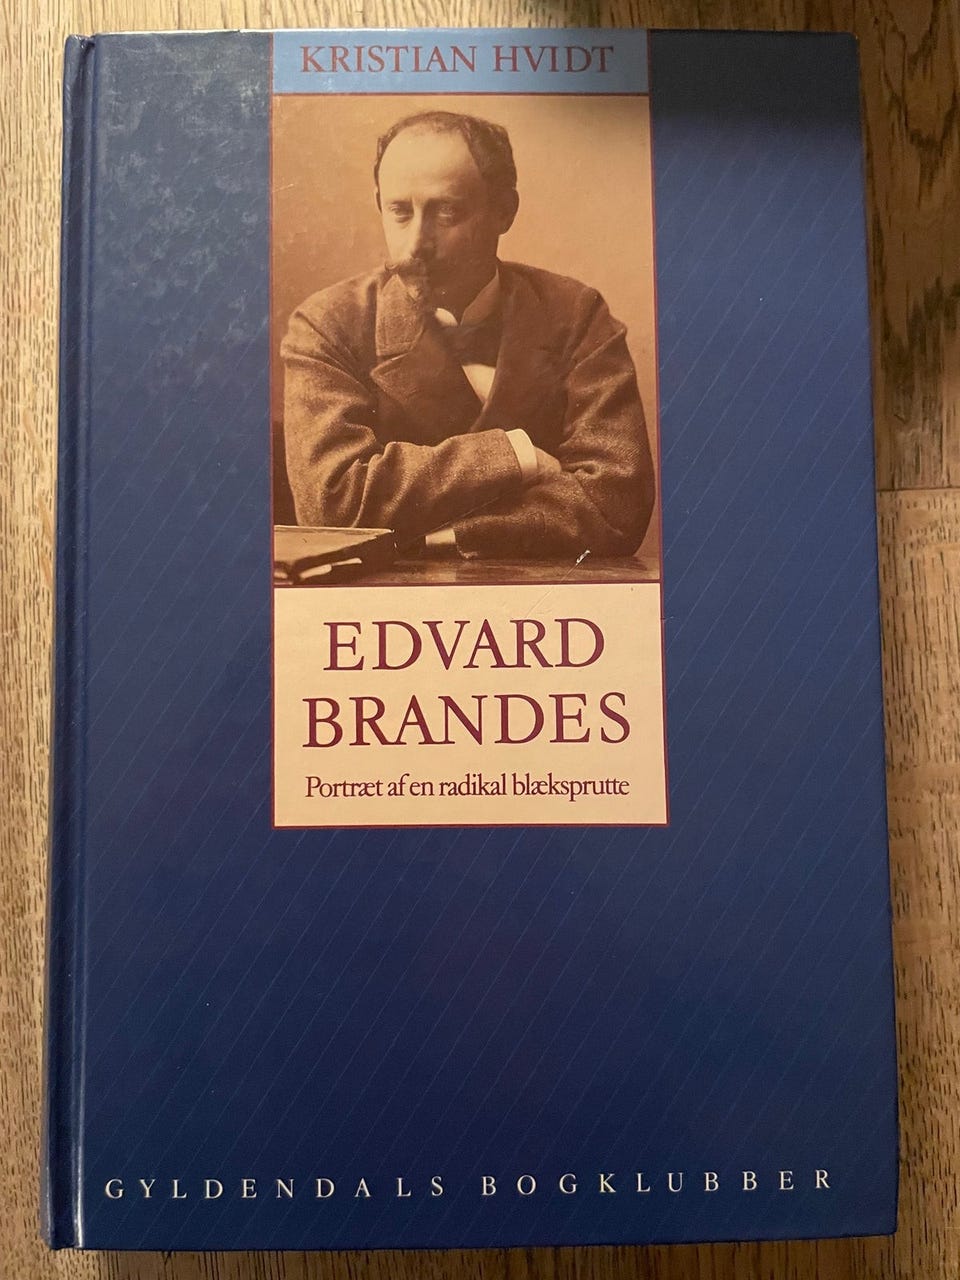 KRISTIAN HVIDT
EDVARD
BRANDES
Portræt af en radikal blæksprutte
GYLDENDALS BOGKLUBBER